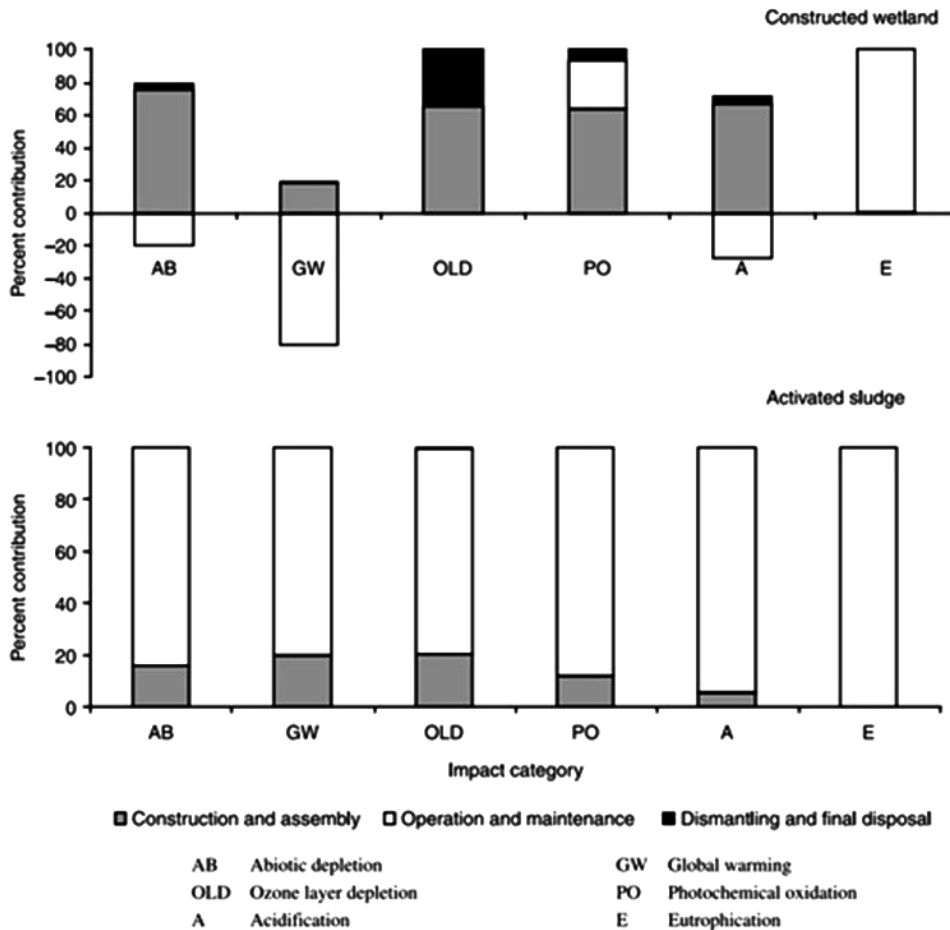 Constructed wetland
Percent contribution
100
80
60
40
20
0
−20
−40
−60
−80
−100
AB GW OLD PO A E
Activated sludge
Percent contribution
100
80
60
40
20
0
AB GW OLD PO A E
Impact category
Construction and assembly Operation and maintenance Dismantling and final disposal
AB Abiotic depletion GW Global warming
OLD Ozone layer depletion PO Photochemical oxidation
A Acidification E Eutrophication